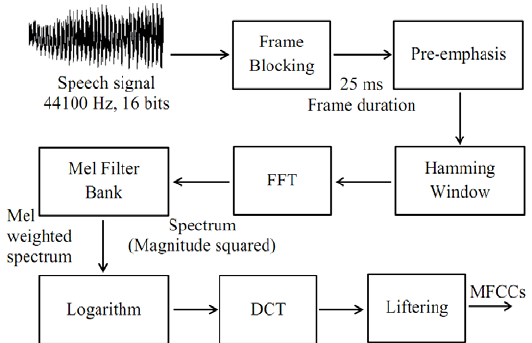 Speech signal
44100 Hz, 16 bits
Frame
Blocking
25 ms
Frame duration
Pre-emphasis
Hamming
Window
FFT
Spectrum
(Magnitude squared)
Mel Filter
Bank
Mel
weighted
spectrum
Logarithm
DCT
Liftering
MFCCs